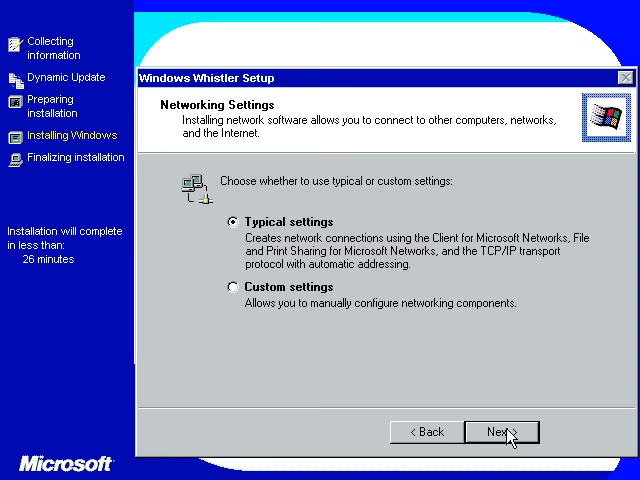 Collecting
information
Dynamic Update
Preparing
installation
Installing Windows
Finalizing installation
Installation will complete
in less than:
26 minutes
Windows Whistler Setup
Networking Settings
Installing network software allows you to connect to other computers, networks,
and the Internet.
Choose whether to use typical or custom settings:
Typical settings
Creates network connections using the Client for Microsoft Networks, File
and Print Sharing for Microsoft Networks, and the TCP/IP transport
protocol with automatic addressing.
Custom settings
Allows you to manually configure networking components.
< Back
Next >
Microsoft